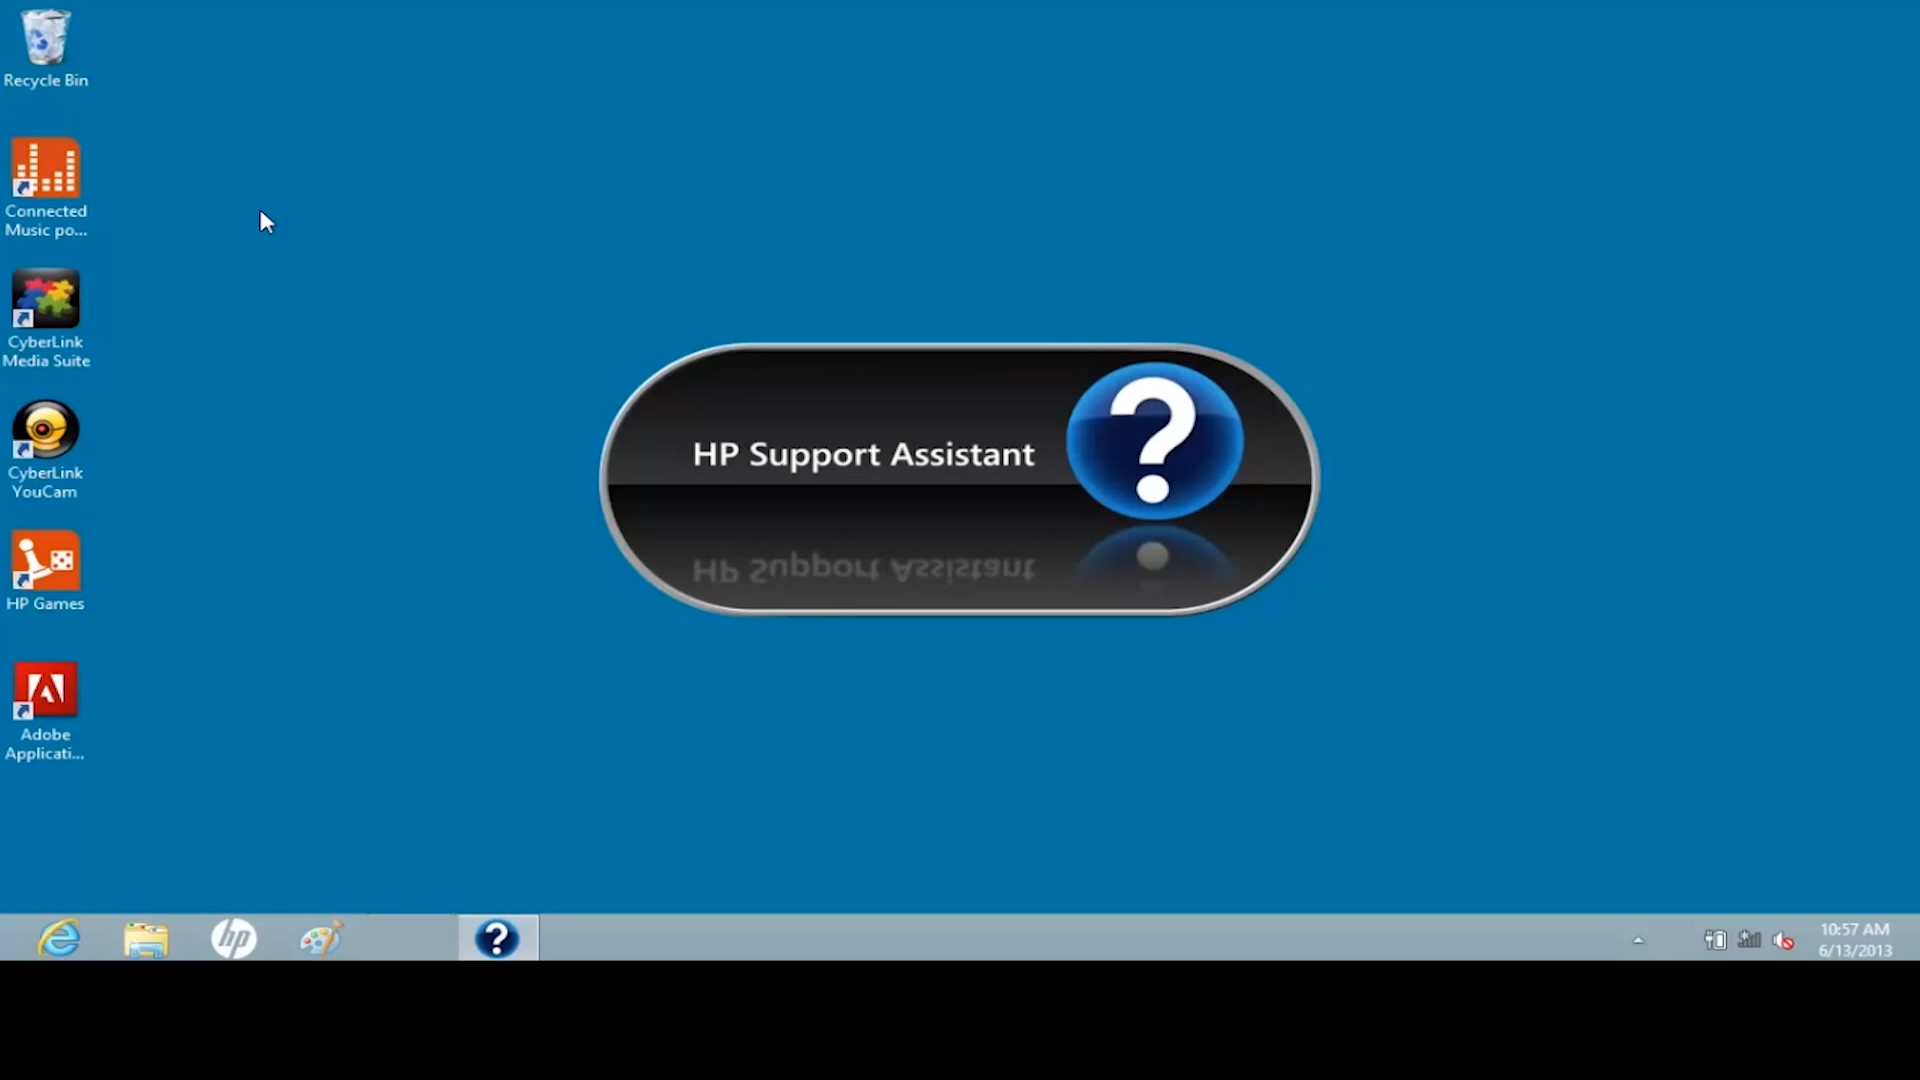 Recycle Bin
Connected
Music po...
CyberLink
Media Suite
CyberLink
YouCam
HP Games
Adobe
Applicati...
HP Support Assistant
?
HP Support Assistant
hp
?
10:57 AM
6/13/2013